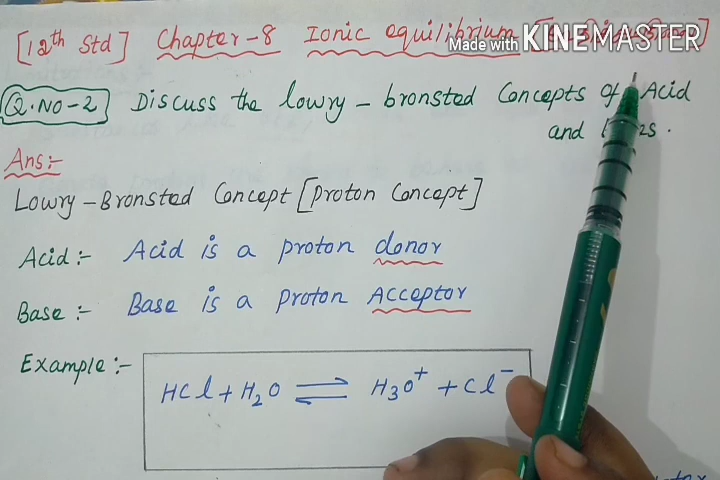 [12th Std] Chapter-8 Ionic equilibrium
Made with KINEMASTER
Q.NO-2 Discuss the Lowry - bronsted Concepts of Acid
and
Ans:-
Lowry - Bronsted Concept [Proton Concept]
Acid :- Acid is a proton donor
Base :- Base is a proton Acceptor
Example :-
HCl + H₂O ⇌ H₃O⁺ + Cl⁻